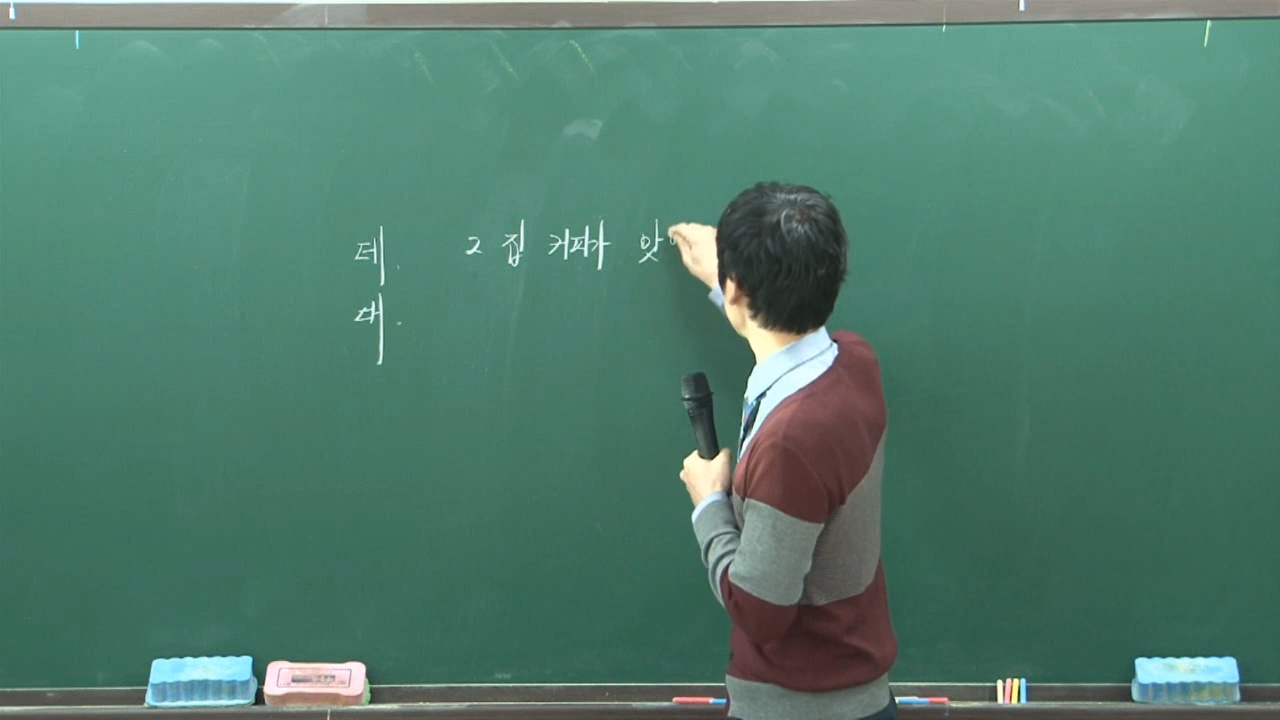 데. 그 집 커피가 맛
대.